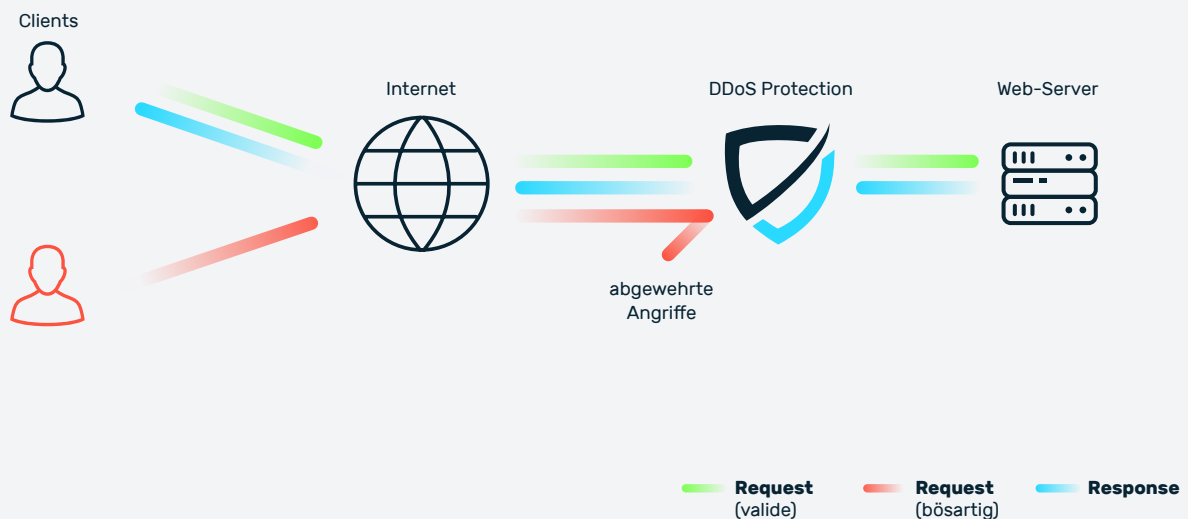 Clients
Internet
DDoS Protection
Web-Server
abgewehrte
Angriffe
Request
(valide)
Request
(bösartig)
Response